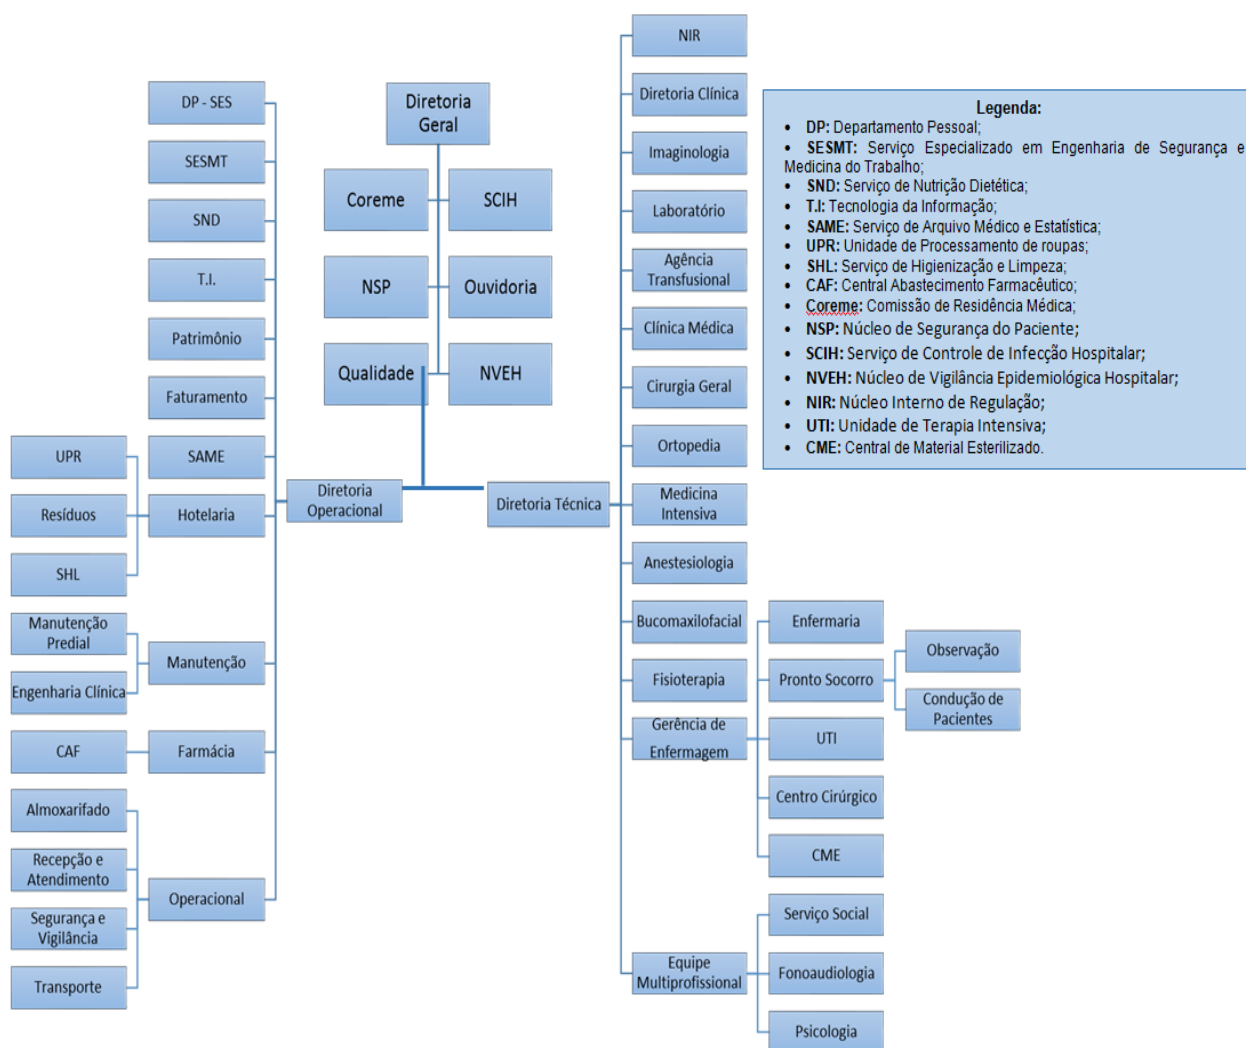 Diretoria
Geral
Coreme
SCIH
NSP
Ouvidoria
Qualidade
NVEH
Diretoria
Operacional
Diretoria Técnica
DP - SES
SESMT
SND
T.I.
Patrimônio
Faturamento
SAME
Hotelaria
UPR
Resíduos
SHL
Manutenção
Manutenção
Predial
Engenharia Clínica
Farmácia
CAF
Operacional
Almoxarifado
Recepção e
Atendimento
Segurança e
Vigilância
Transporte
NIR
Diretoria Clínica
Imaginologia
Laboratório
Agência
Transfusional
Clínica Médica
Cirurgia Geral
Ortopedia
Medicina
Intensiva
Anestesiologia
Bucomaxilofacial
Fisioterapia
Gerência de
Enfermagem
Enfermaria
Pronto Socorro
Observação
Condução de
Pacientes
UTI
Centro Cirúrgico
CME
Equipe
Multiprofissional
Serviço Social
Fonoaudiologia
Psicologia
Legenda:
• DP: Departamento Pessoal;
• SESMT: Serviço Especializado em Engenharia de Segurança e
Medicina do Trabalho;
• SND: Serviço de Nutrição Dietética;
• T.I: Tecnologia da Informação;
• SAME: Serviço de Arquivo Médico e Estatística;
• UPR: Unidade de Processamento de roupas;
• SHL: Serviço de Higienização e Limpeza;
• CAF: Central Abastecimento Farmacêutico;
• Coreme: Comissão de Residência Médica;
• NSP: Núcleo de Segurança do Paciente;
• SCIH: Serviço de Controle de Infecção Hospitalar;
• NVEH: Núcleo de Vigilância Epidemiológica Hospitalar;
• NIR: Núcleo Interno de Regulação;
• UTI: Unidade de Terapia Intensiva;
• CME: Central de Material Esterilizado.